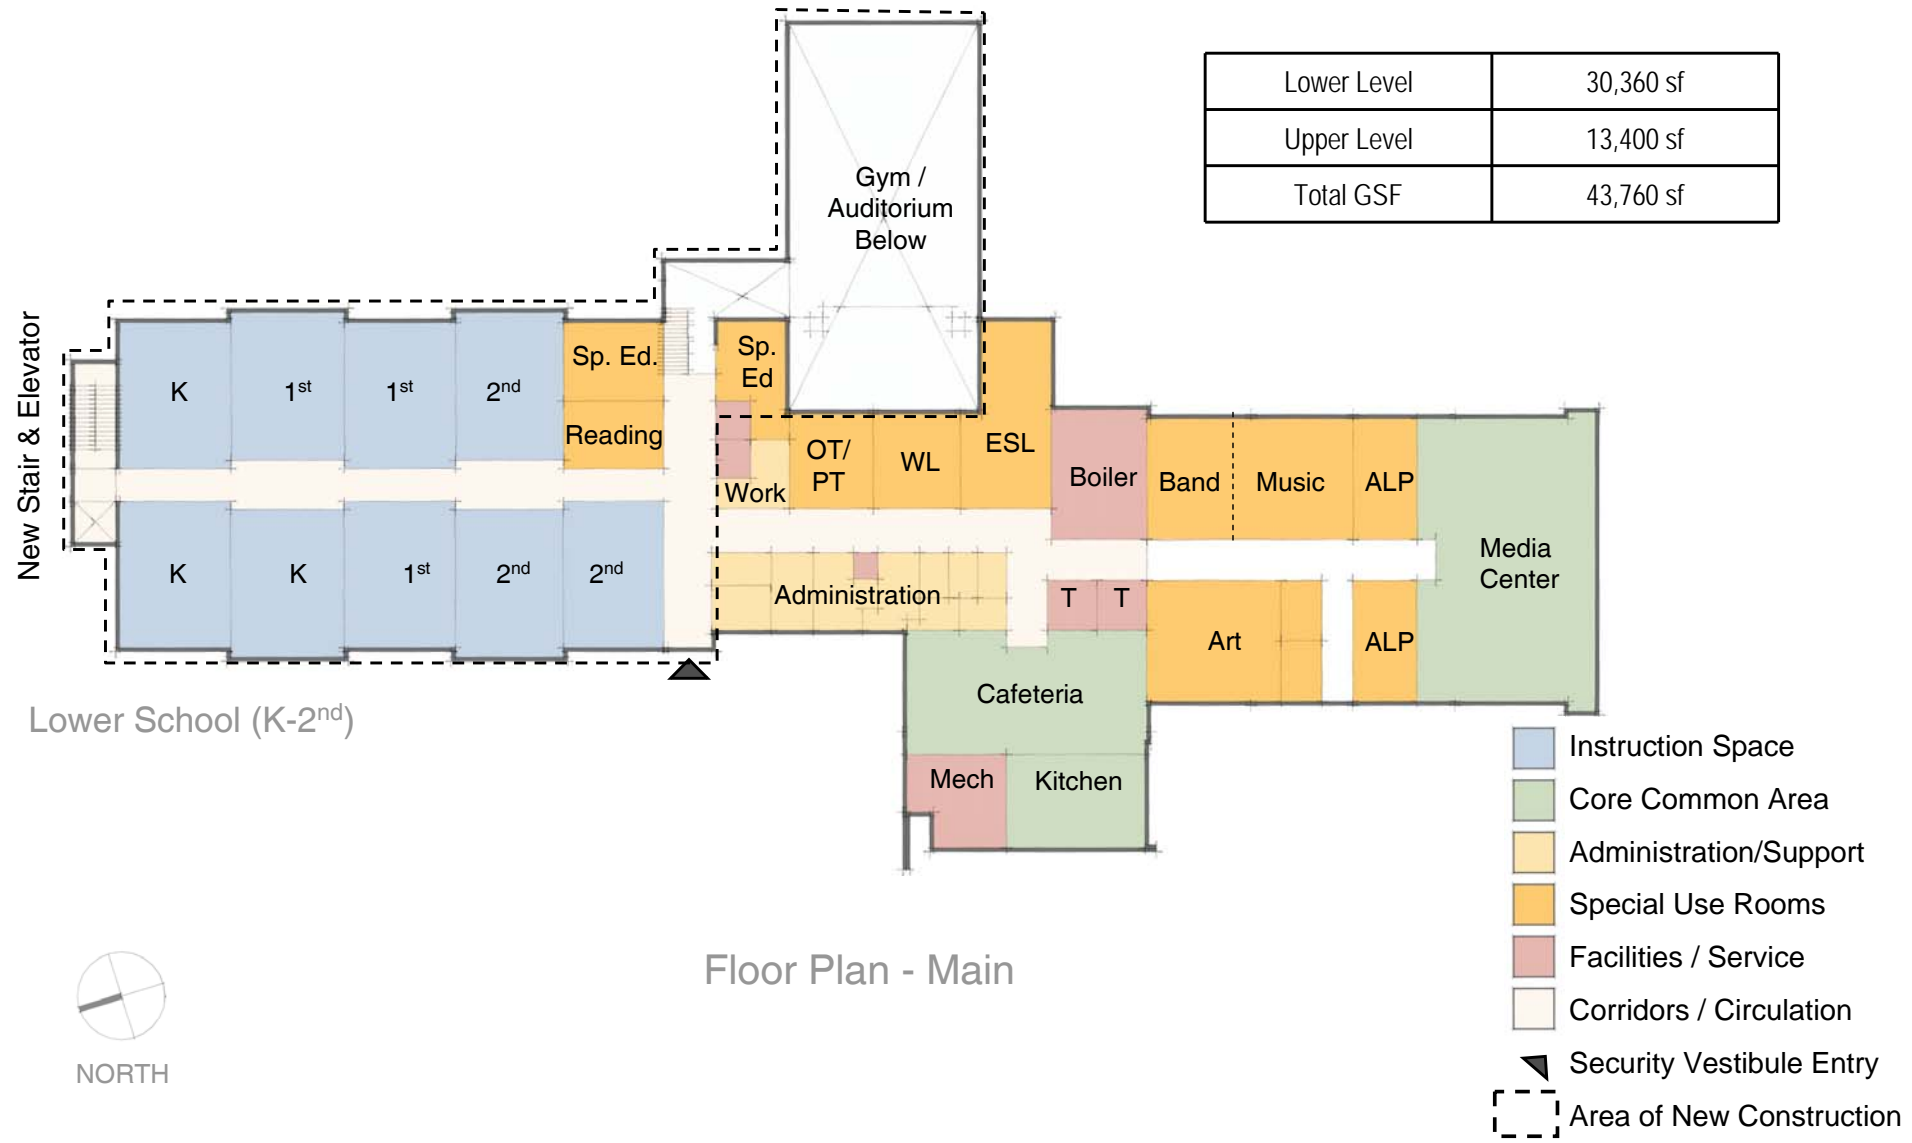 Lower Level 30,360 sf
Upper Level 13,400 sf
Total GSF 43,760 sf
Gym /
Auditorium
Below
New Stair & Elevator
K
1st
1st
2nd
Sp. Ed.
Reading
Sp.
Ed
Work
OT/
PT
WL
ESL
Boiler
Band
Music
ALP
Media
Center
K
K
1st
2nd
2nd
Administration
T
T
Art
ALP
Cafeteria
Mech
Kitchen
Lower School (K-2nd)
Instruction Space
Core Common Area
Administration/Support
Special Use Rooms
Facilities / Service
Corridors / Circulation
Security Vestibule Entry
Area of New Construction
Floor Plan - Main
NORTH